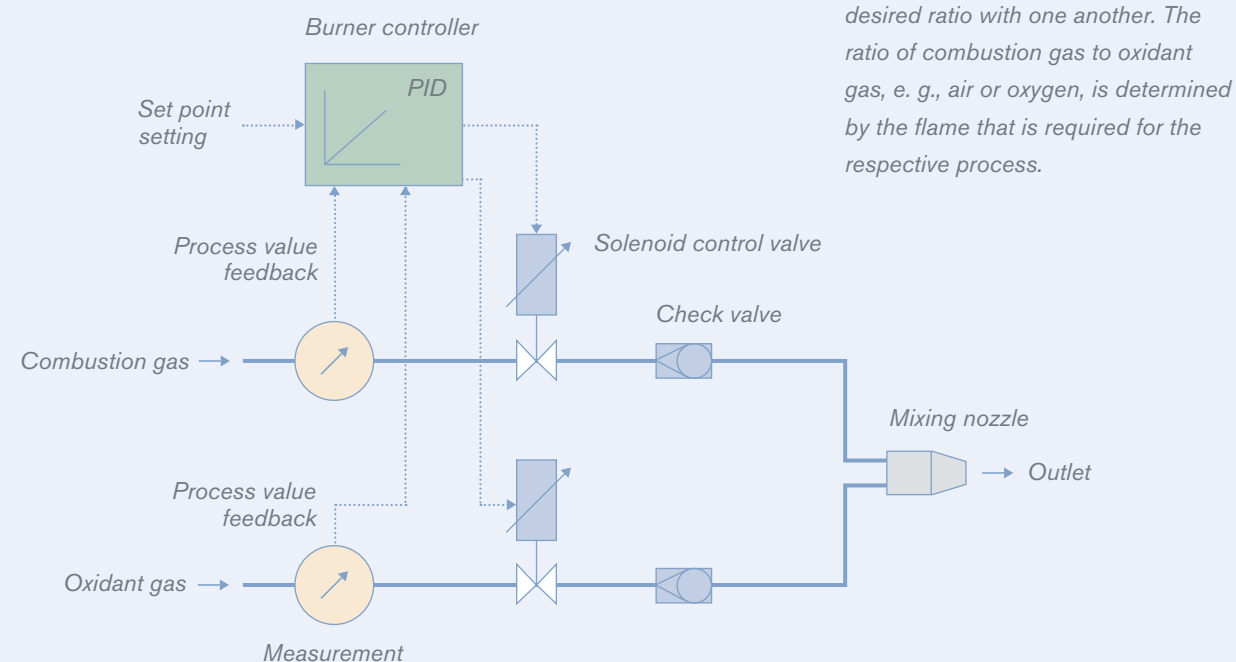 desired ratio with one another. The
ratio of combustion gas to oxidant
gas, e. g., air or oxygen, is determined
by the flame that is required for the
respective process.
Burner controller
PID
Set point
setting
Process value
feedback
Solenoid control valve
Check valve
Combustion gas
Mixing nozzle
Outlet
Process value
feedback
Oxidant gas
Measurement